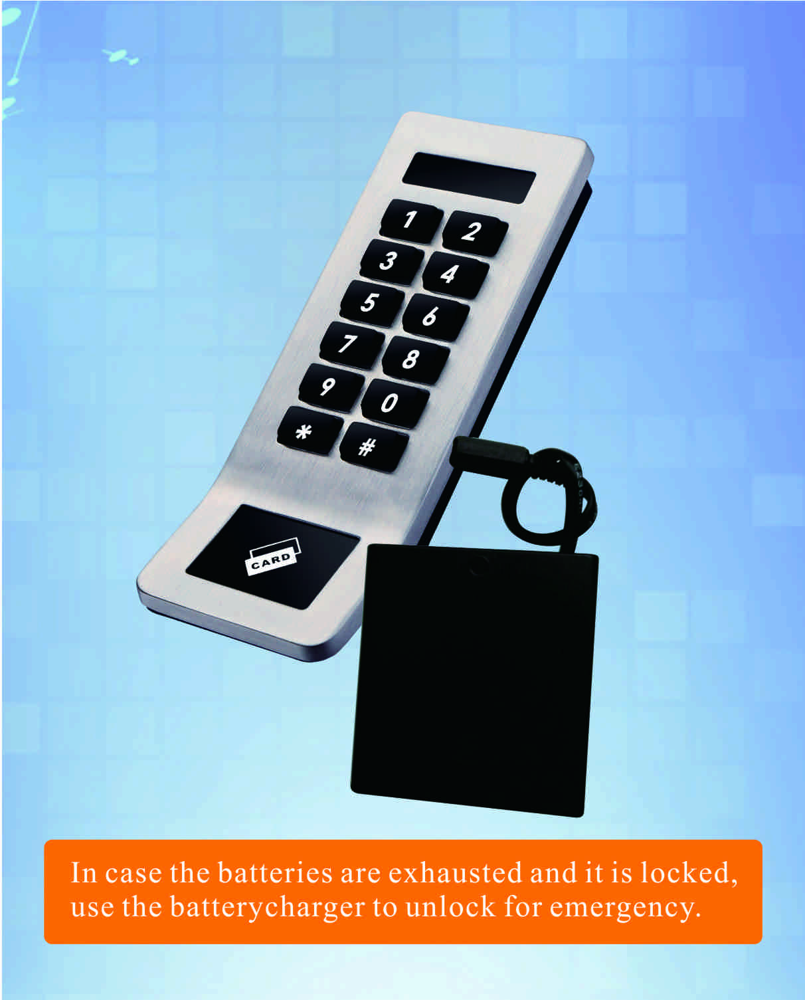 1 2
3 4
5 6
7 8
9 0
* #
CARD
In case the batteries are exhausted and it is locked,
use the batterycharger to unlock for emergency.